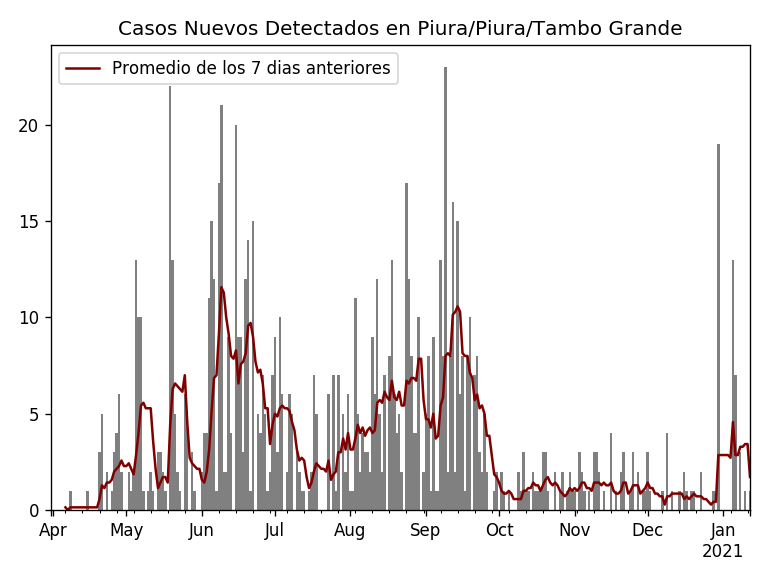 Casos Nuevos Detectados en Piura/Piura/Tambo Grande
Promedio de los 7 dias anteriores
20
15
10
5
0
Apr May Jun Jul Aug Sep Oct Nov Dec Jan
2021